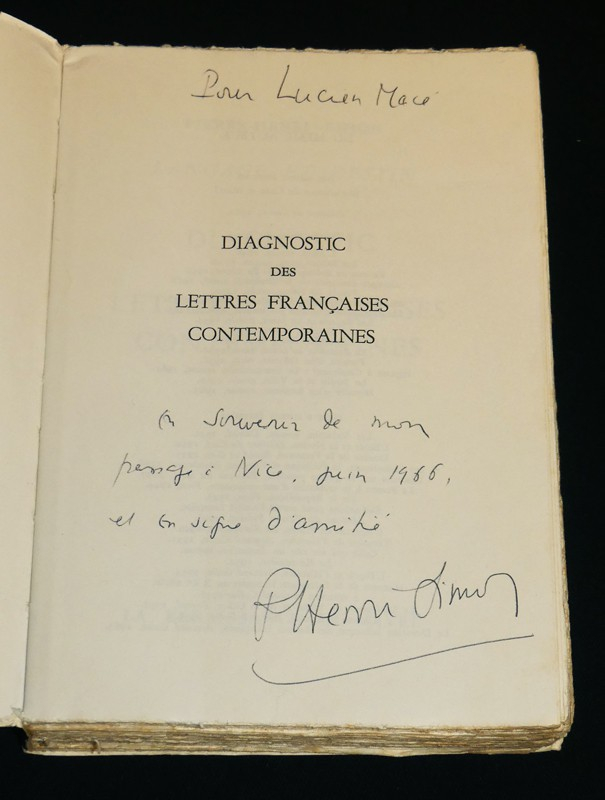 Pour Lucien Macé
DIAGNOSTIC
DES
LETTRES FRANÇAISES
CONTEMPORAINES
en souvenir de mon
passage à Nice, juin 1966,
et en signe d'amitié
P. Henri Simon